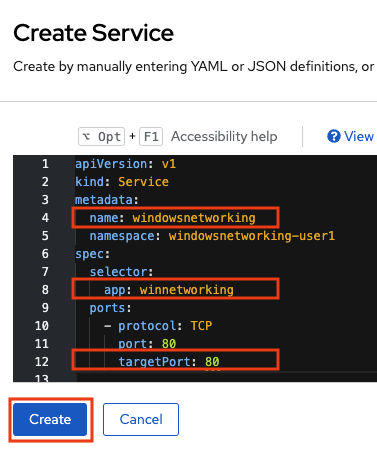 Create Service
Create by manually entering YAML or JSON definitions, or
⌥ Opt + F1 Accessibility help View
1 apiVersion: v1
2 kind: Service
3 metadata:
4 name: windowsnetworking
5 namespace: windowsnetworking-user1
6 spec:
7 selector:
8 app: winnetworking
9 ports:
10 - protocol: TCP
11 port: 80
12 targetPort: 80
13
Create Cancel